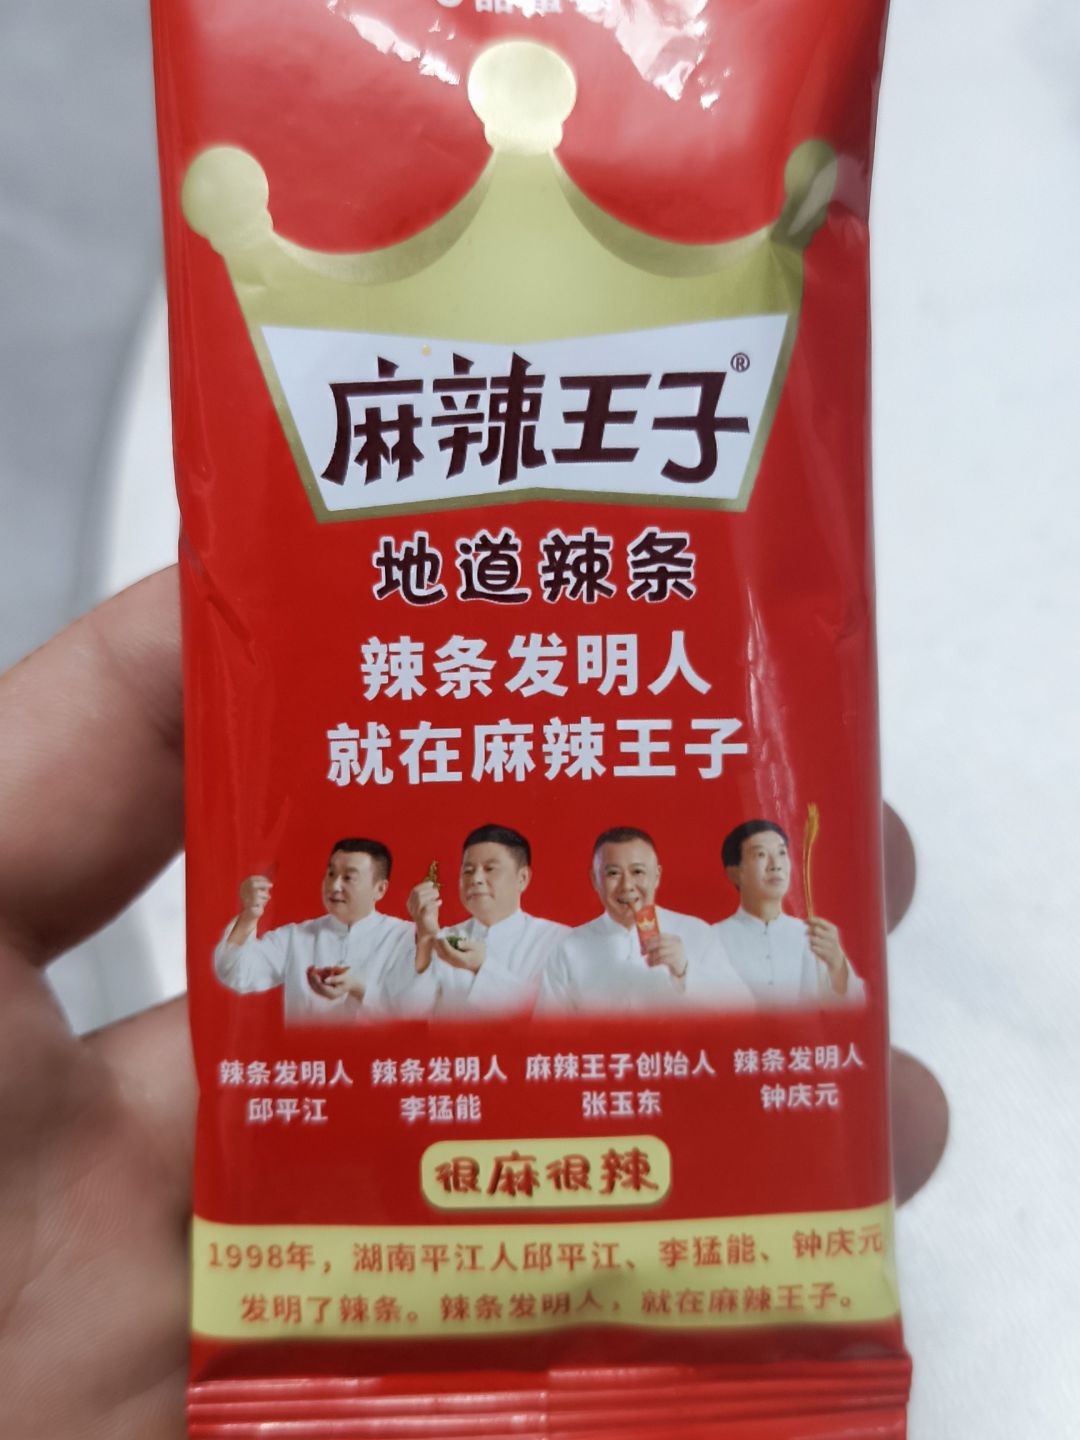 麻辣王子®
地道辣条
辣条发明人
就在麻辣王子
辣条发明人 辣条发明人 麻辣王子创始人 辣条发明人
邱平江 李猛能 张玉东 钟庆元
很麻很辣
1998年，湖南平江人邱平江、李猛能、钟庆元
发明了辣条。辣条发明人，就在麻辣王子。